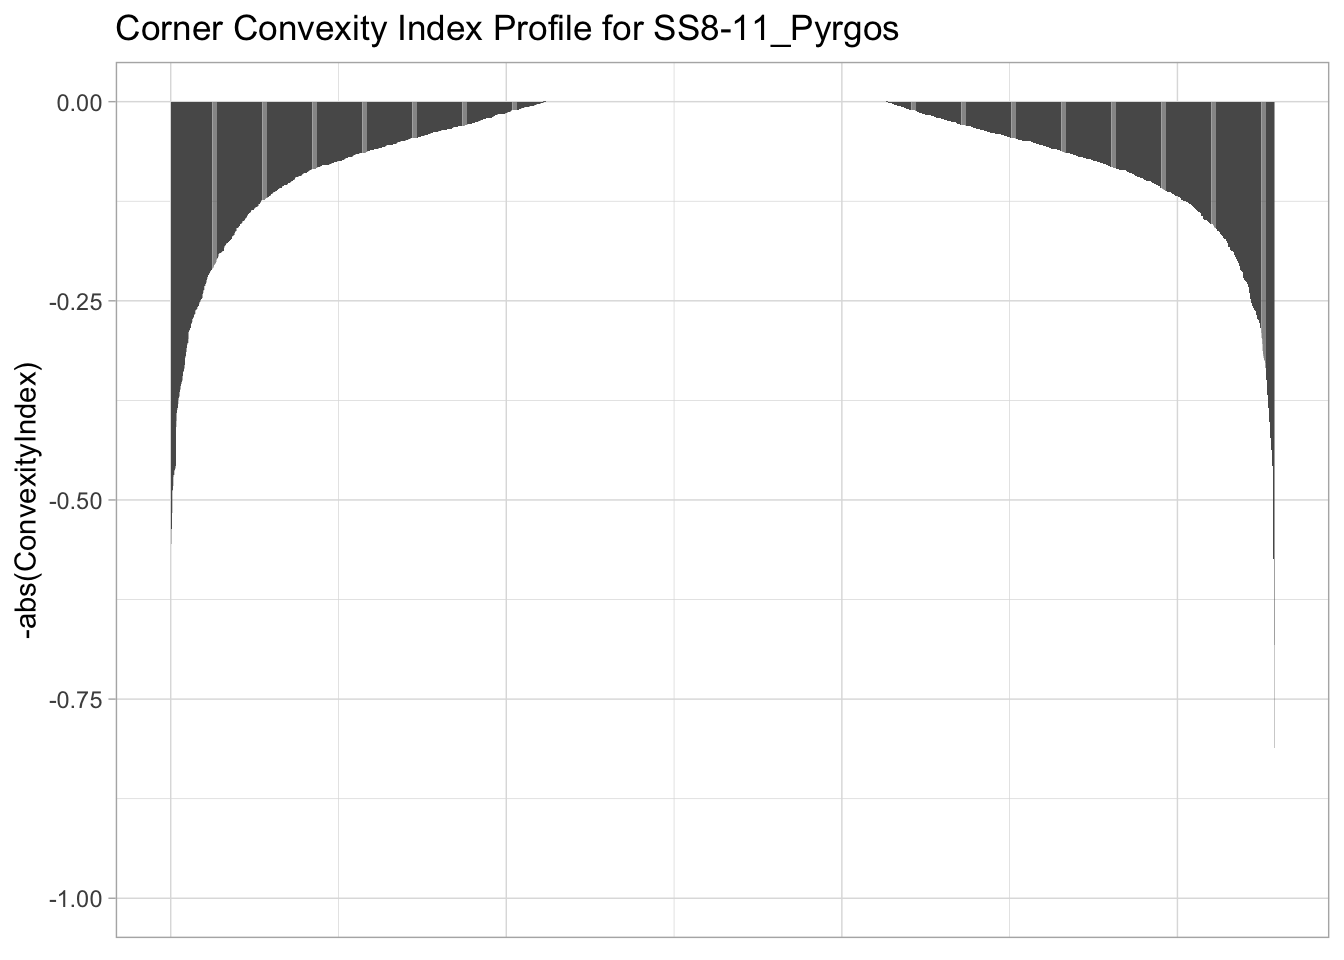 Corner Convexity Index Profile for SS8-11_Pyrgos
0.00
-0.25
-0.50
-0.75
-1.00
-abs(ConvexityIndex)